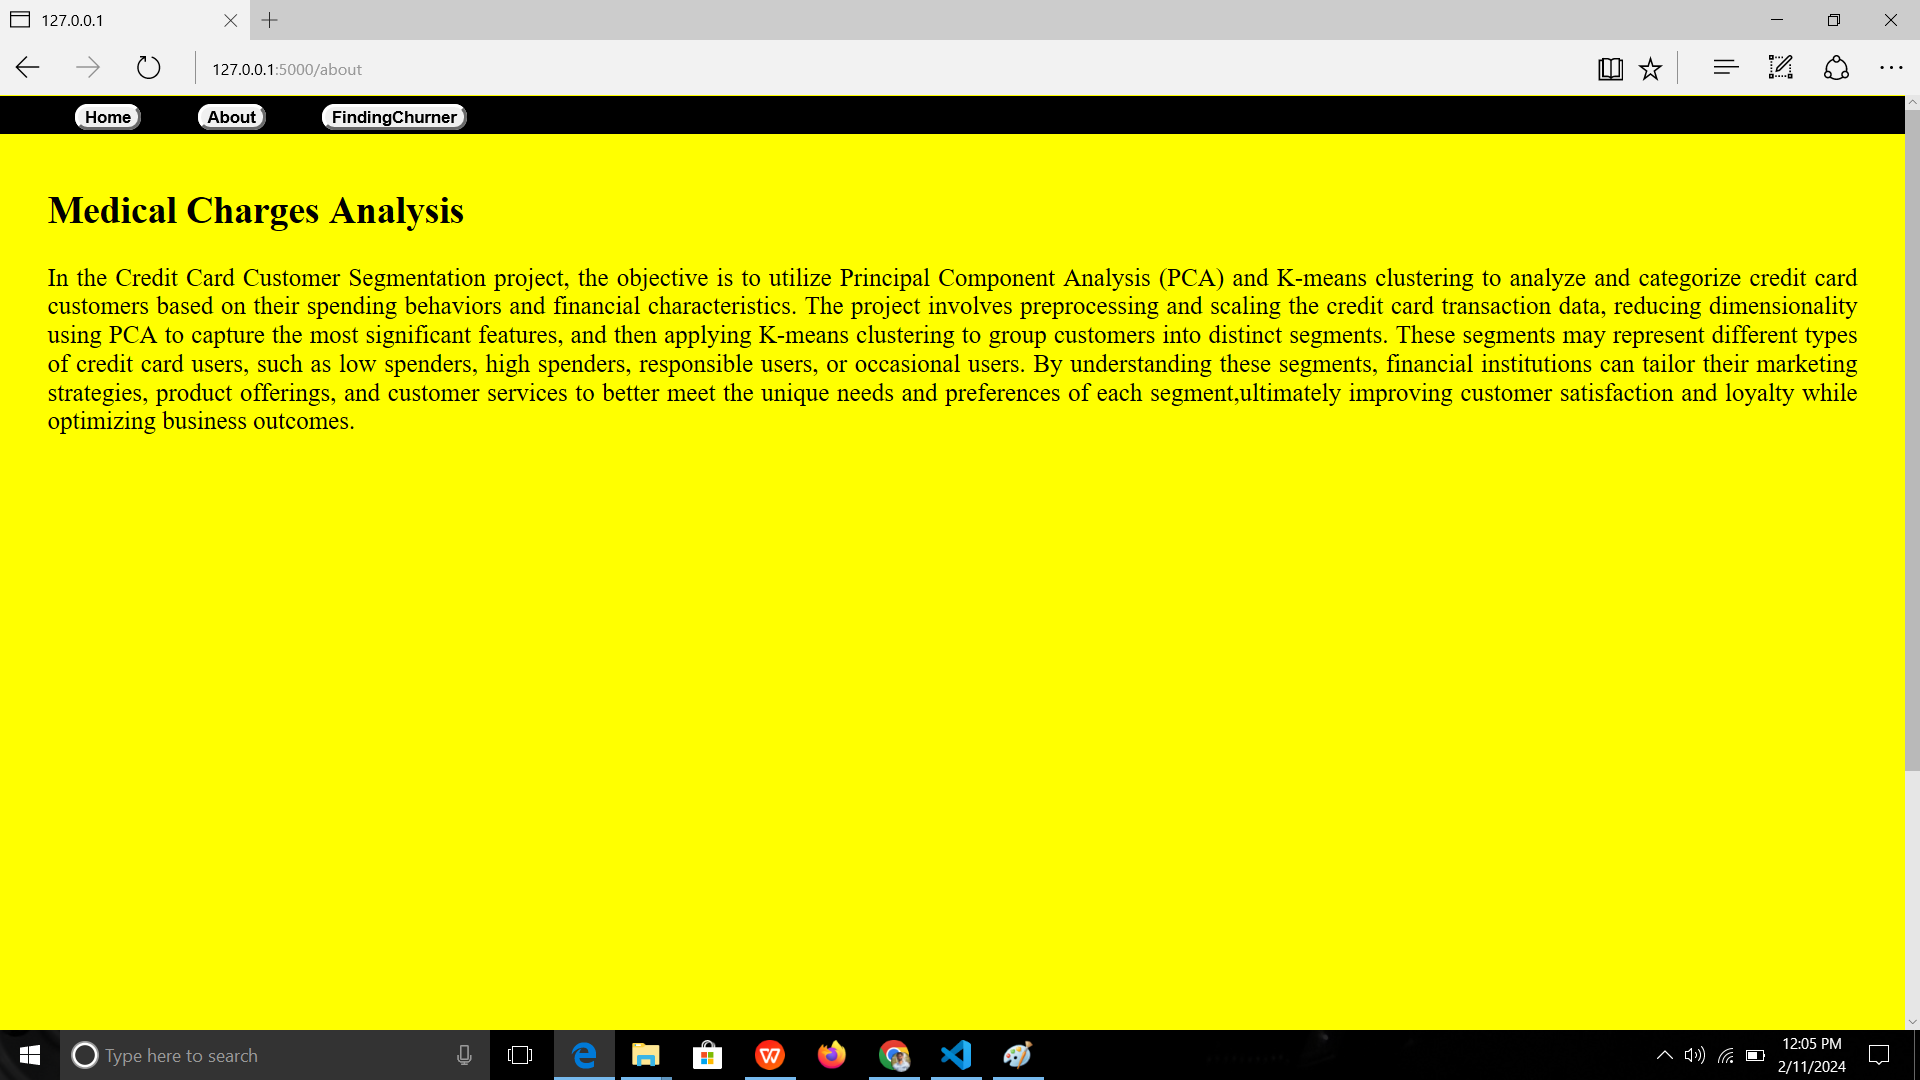 127.0.0.1
127.0.0.1:5000/about
Home About FindingChurner
Medical Charges Analysis
In the Credit Card Customer Segmentation project, the objective is to utilize Principal Component Analysis (PCA) and K-means clustering to analyze and categorize credit card
customers based on their spending behaviors and financial characteristics. The project involves preprocessing and scaling the credit card transaction data, reducing dimensionality
using PCA to capture the most significant features, and then applying K-means clustering to group customers into distinct segments. These segments may represent different types
of credit card users, such as low spenders, high spenders, responsible users, or occasional users. By understanding these segments, financial institutions can tailor their marketing
strategies, product offerings, and customer services to better meet the unique needs and preferences of each segment,ultimately improving customer satisfaction and loyalty while
optimizing business outcomes.
Type here to search
12:05 PM
2/11/2024